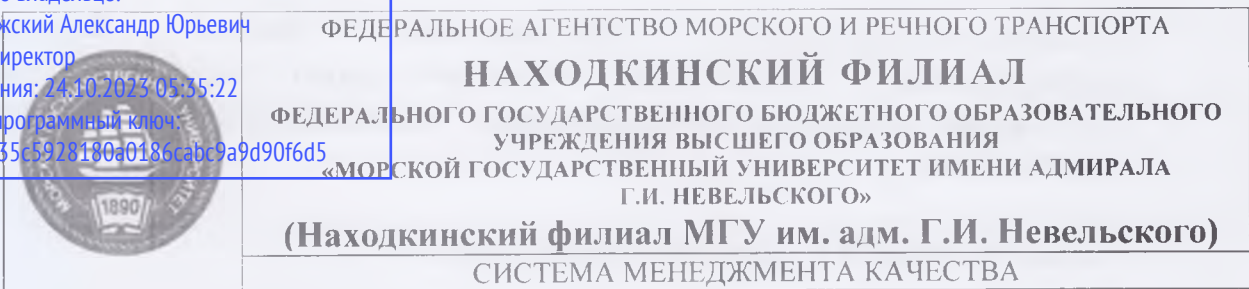 жский Александр Юрьевич
иректор
ния: 24.10.2023 05:35:22
программный ключ:
35c5928180a0186cabc9a9d90f6d5
ФЕДЕРАЛЬНОЕ АГЕНТСТВО МОРСКОГО И РЕЧНОГО ТРАНСПОРТА
НАХОДКИНСКИЙ ФИЛИАЛ
ФЕДЕРАЛЬНОГО ГОСУДАРСТВЕННОГО БЮДЖЕТНОГО ОБРАЗОВАТЕЛЬНОГО
УЧРЕЖДЕНИЯ ВЫСШЕГО ОБРАЗОВАНИЯ
«МОРСКОЙ ГОСУДАРСТВЕННЫЙ УНИВЕРСИТЕТ ИМЕНИ АДМИРАЛА
Г.И. НЕВЕЛЬСКОГО»
(Находкинский филиал МГУ им. адм. Г.И. Невельского)
СИСТЕМА МЕНЕДЖМЕНТА КАЧЕСТВА
1890